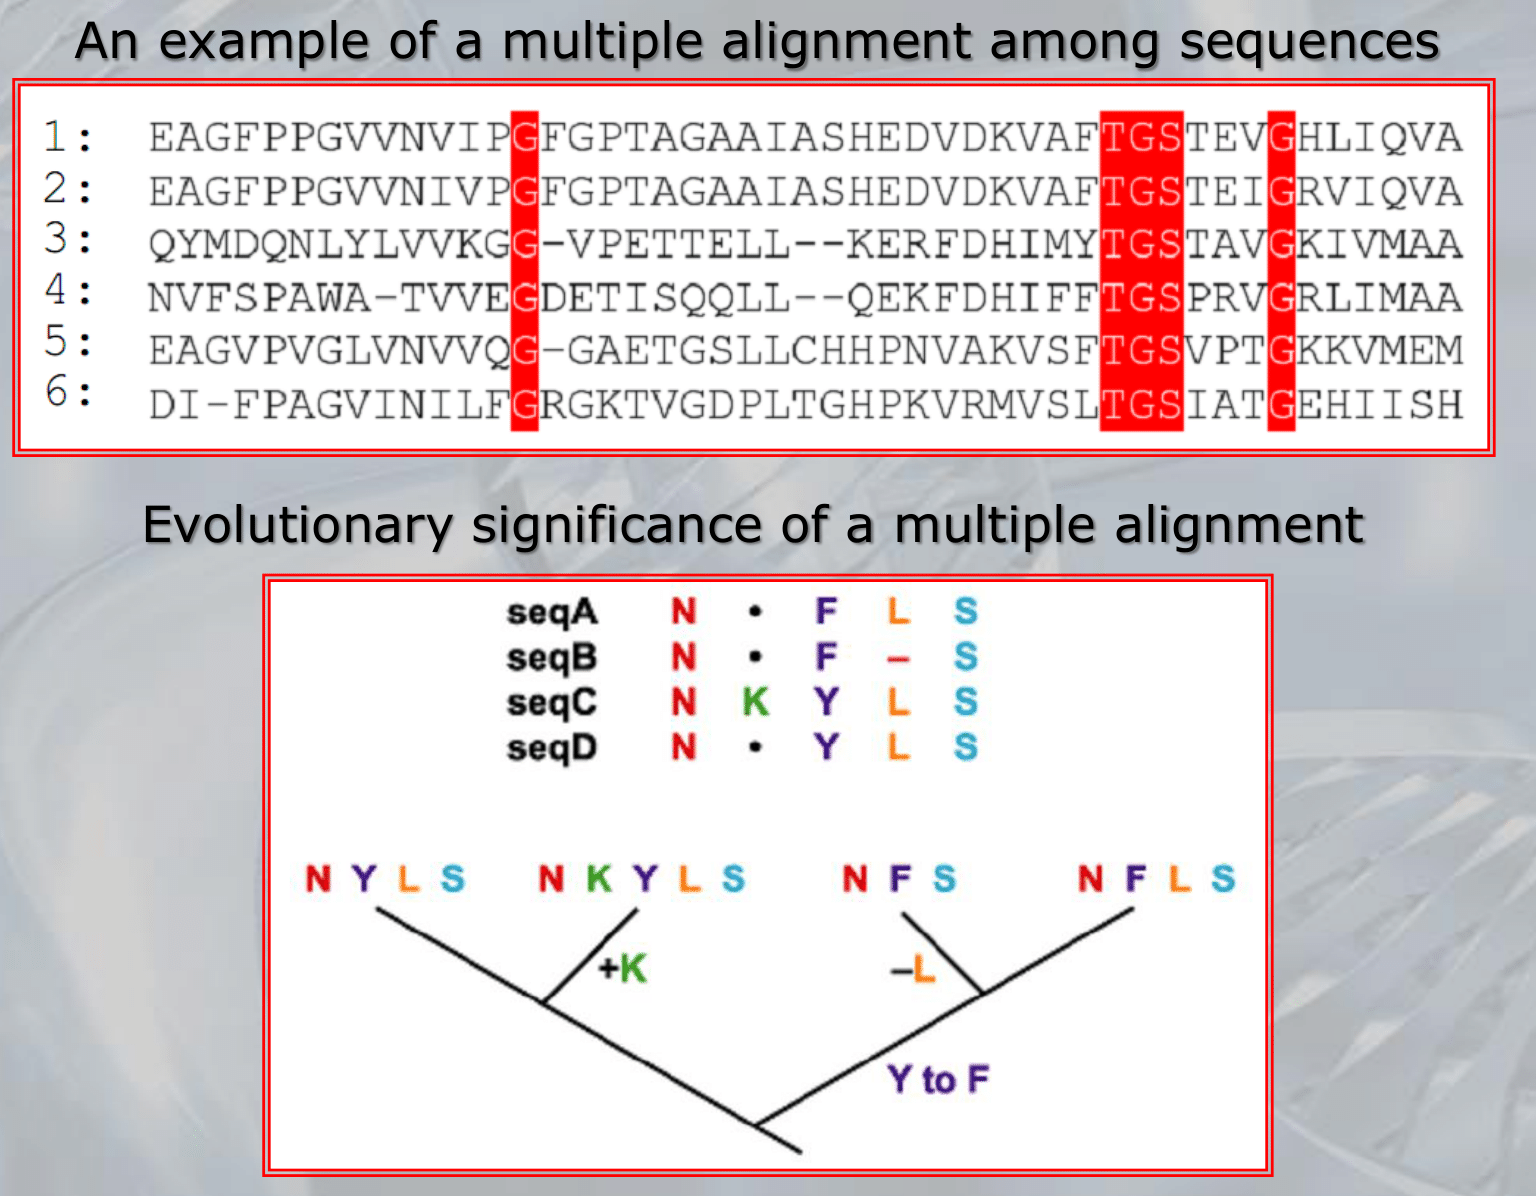 An example of a multiple alignment among sequences
1: EAGFPPGVVNVIPGFGPTAGAAIASHEDVDKVAFTGSTEVGHLIQVA
2: EAGFPPGVVNIVPGFGPTAGAAIASHEDVDKVAFTGSTEIGRVIQVA
3: QYMDQNLYLVVKGG-VPETTELL--KERFDHIMYTGSTAVGKIVMAA
4: NVFSPAWA-TVVEGDETISQQLL--QEKFDHIFFTGSPRVGRLIMAA
5: EAGVPVGLVNVVQG-GAETGSLLCHHPNVAKVSFTGSVPTGKKVMEM
6: DI-FPAGVINILFGRGKTVGDPLTGHPKVRMVSLTGSIATGEHIISH
Evolutionary significance of a multiple alignment
seqA N • F L S
seqB N • F – S
seqC N K Y L S
seqD N • Y L S
N Y L S N K Y L S N F S N F L S
+K –L
Y to F